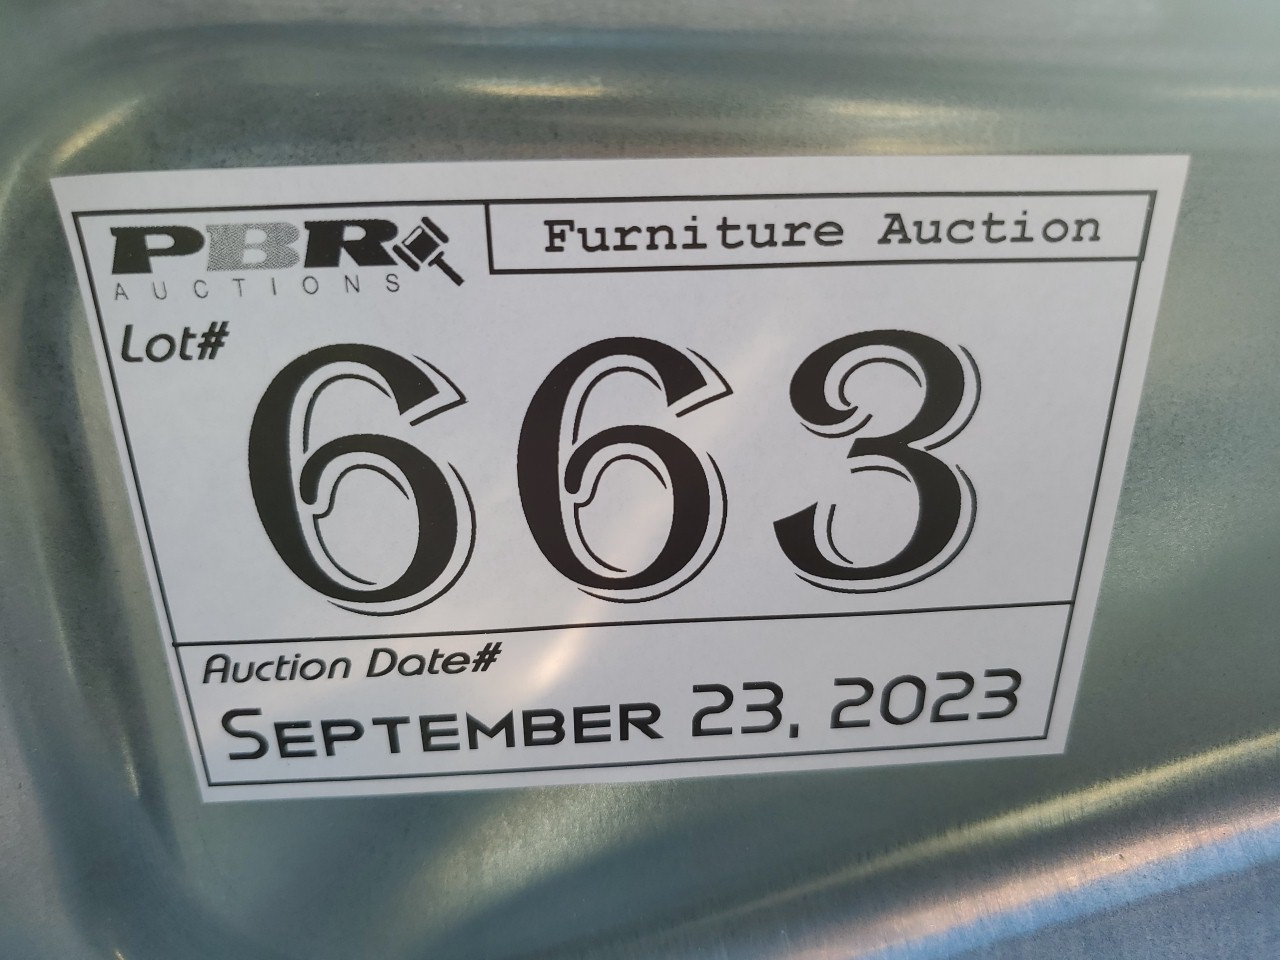 PBR
AUCTIONS
Furniture Auction
Lot#
663
Auction Date#
SEPTEMBER 23, 2023